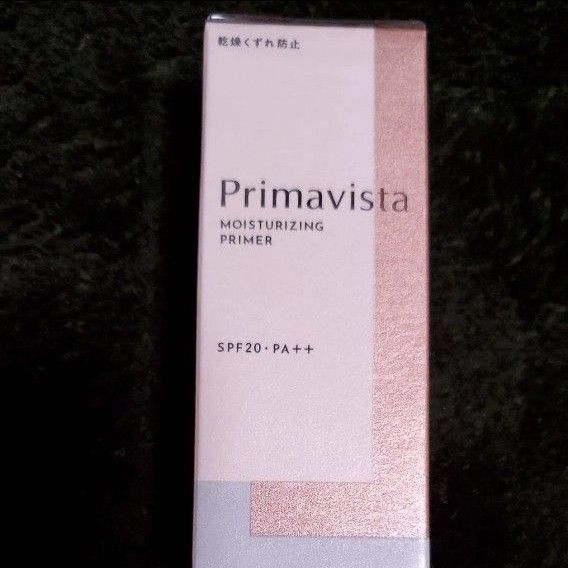 乾燥くずれ防止
Primavista
MOISTURIZING
PRIMER
SPF20・PA++